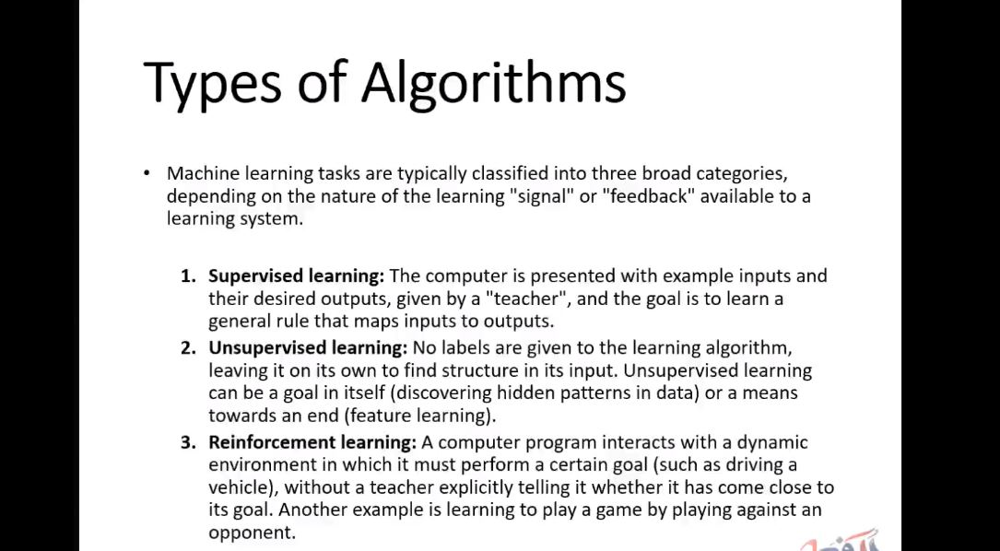 Types of Algorithms
• Machine learning tasks are typically classified into three broad categories,
depending on the nature of the learning "signal" or "feedback" available to a
learning system.
1. Supervised learning: The computer is presented with example inputs and
their desired outputs, given by a "teacher", and the goal is to learn a
general rule that maps inputs to outputs.
2. Unsupervised learning: No labels are given to the learning algorithm,
leaving it on its own to find structure in its input. Unsupervised learning
can be a goal in itself (discovering hidden patterns in data) or a means
towards an end (feature learning).
3. Reinforcement learning: A computer program interacts with a dynamic
environment in which it must perform a certain goal (such as driving a
vehicle), without a teacher explicitly telling it whether it has come close to
its goal. Another example is learning to play a game by playing against an
opponent.